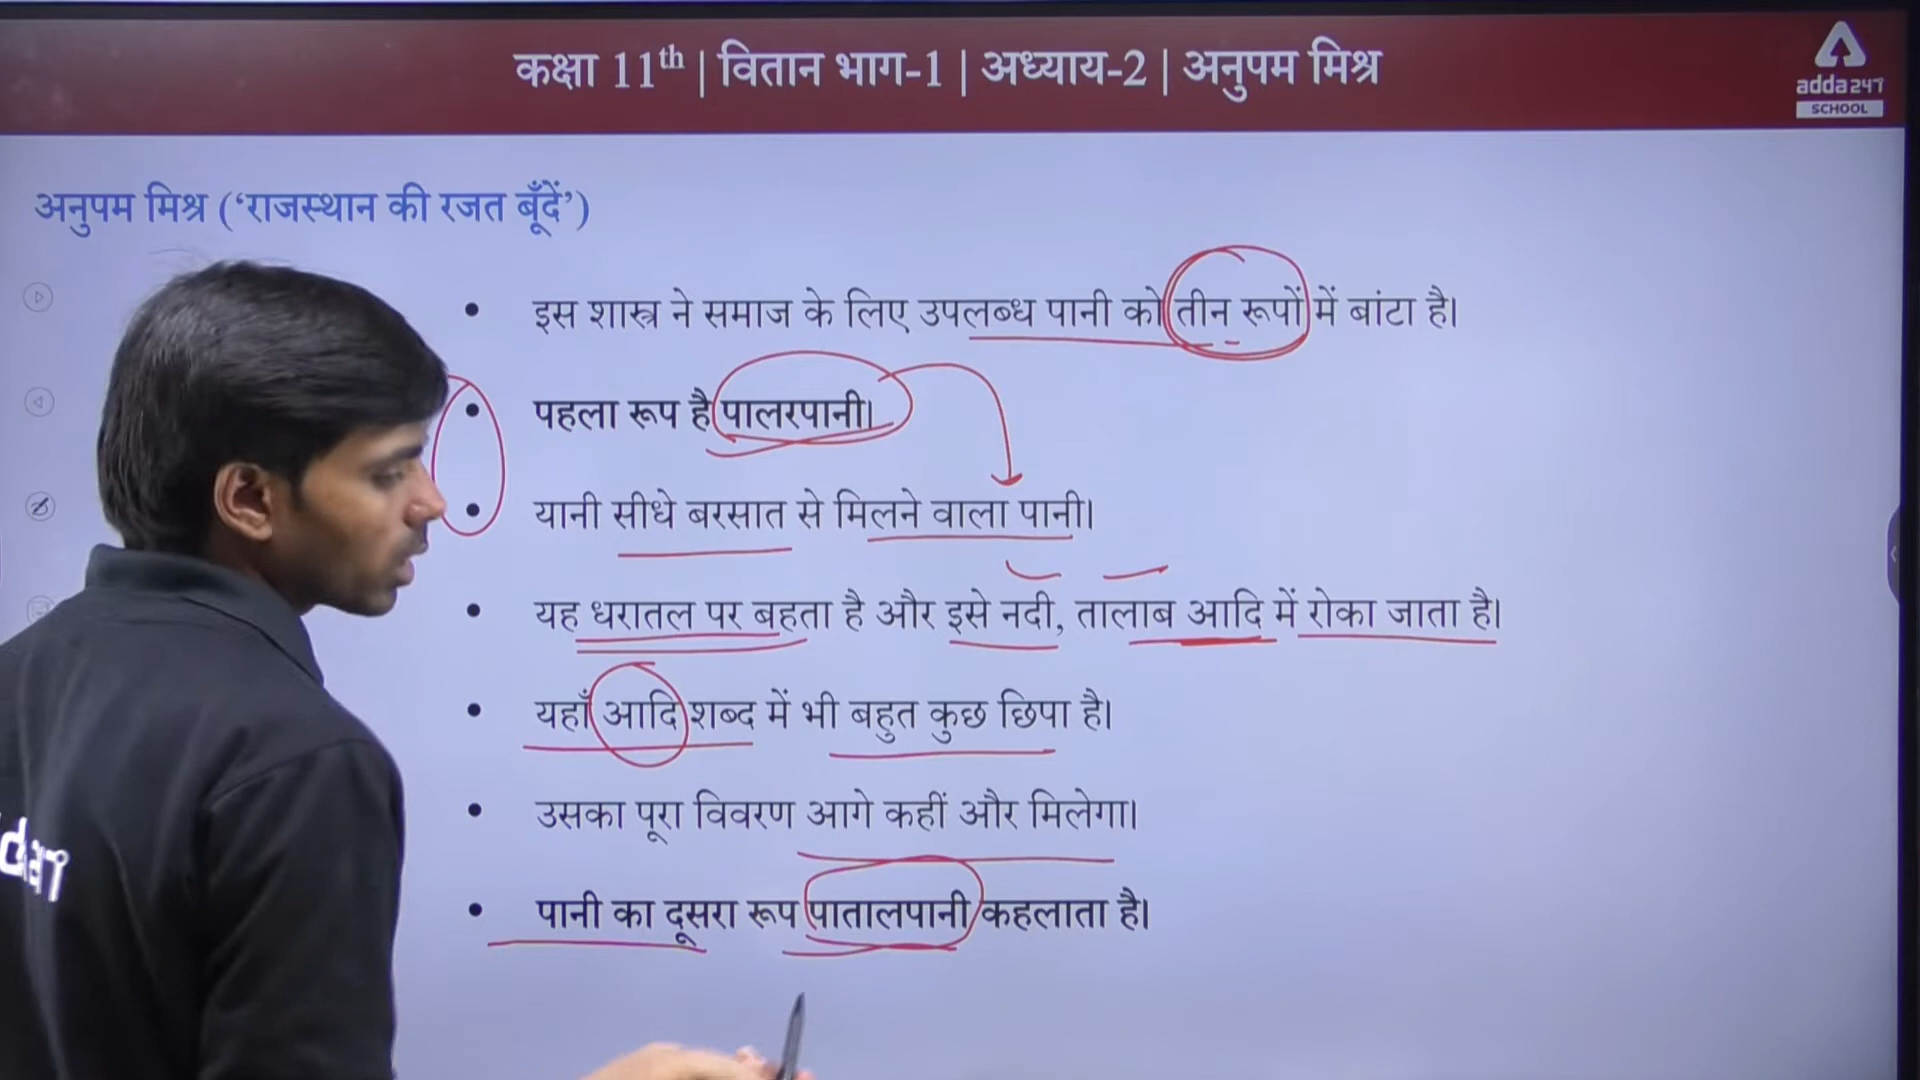 कक्षा 11th | वितान भाग-1 | अध्याय-2 | अनुपम मिश्र
adda247
SCHOOL
अनुपम मिश्र (‘राजस्थान की रजत बूँदें’)
• इस शास्त्र ने समाज के लिए उपलब्ध पानी को तीन रूपों में बांटा है।
• पहला रूप है पालरपानी।
• यानी सीधे बरसात से मिलने वाला पानी।
• यह धरातल पर बहता है और इसे नदी, तालाब आदि में रोका जाता है।
• यहाँ आदि शब्द में भी बहुत कुछ छिपा है।
• उसका पूरा विवरण आगे कहीं और मिलेगा।
• पानी का दूसरा रूप पातालपानी कहलाता है।